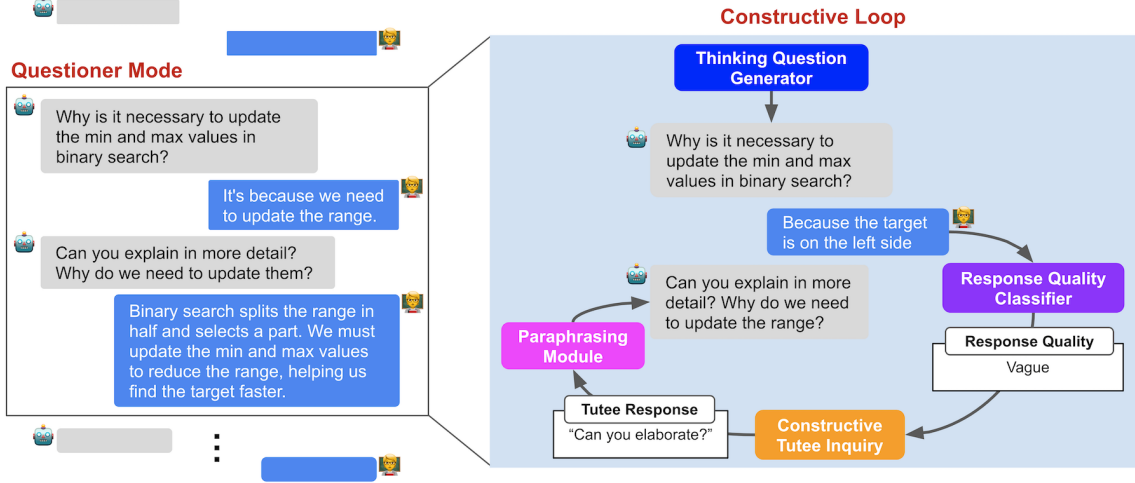 Questioner Mode
Why is it necessary to update
the min and max values in
binary search?
It's because we need
to update the range.
Can you explain in more detail?
Why do we need to update them?
Binary search splits the range in
half and selects a part. We must
update the min and max values
to reduce the range, helping us
find the target faster.
Constructive Loop
Thinking Question
Generator
Why is it necessary to
update the min and max
values in binary search?
Because the target
is on the left side
Response Quality
Classifier
Response Quality
Vague
Constructive
Tutee Inquiry
Tutee Response
“Can you elaborate?”
Paraphrasing
Module
Can you explain in more
detail? Why do we need
to update the range?